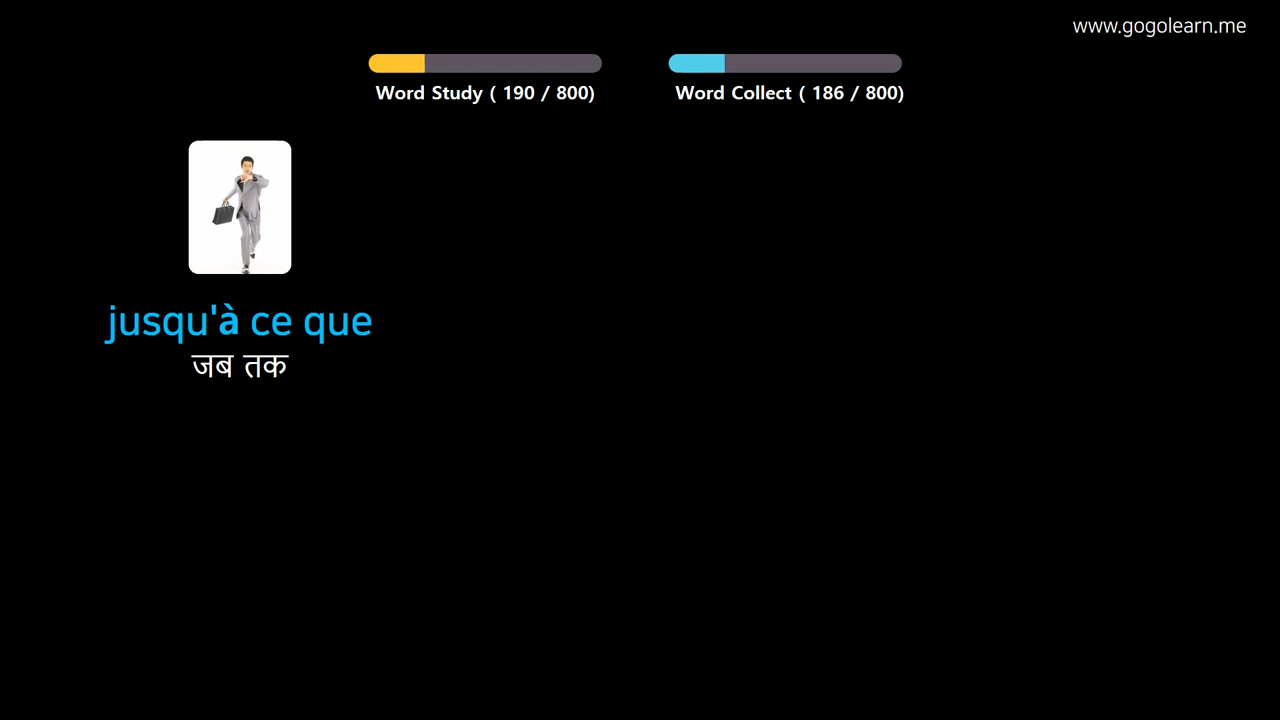 www.gogolearn.me
Word Study ( 190 / 800)
Word Collect ( 186 / 800)
jusqu'à ce que
जब तक